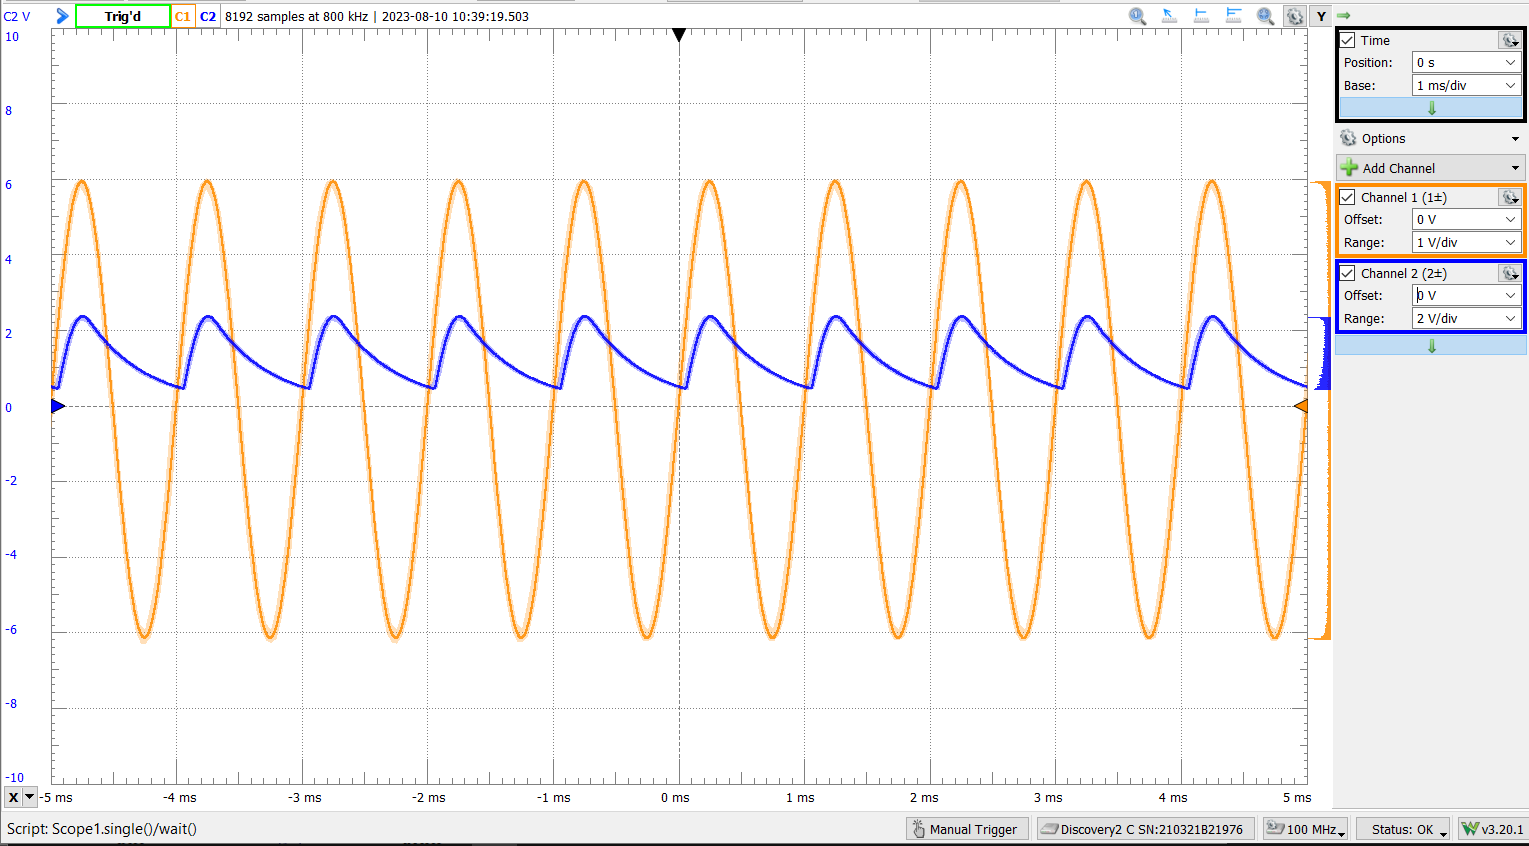 C2 V
Trig'd C1 C2 8192 samples at 800 kHz | 2023-08-10 10:39:19.503
Y
10
8
6
4
2
0
-2
-4
-6
-8
-10
X -5 ms -4 ms -3 ms -2 ms -1 ms 0 ms 1 ms 2 ms 3 ms 4 ms 5 ms
Time
Position: 0 s
Base: 1 ms/div
Options
Add Channel
Channel 1 (1±)
Offset: 0 V
Range: 1 V/div
Channel 2 (2±)
Offset: 0 V
Range: 2 V/div
Script: Scope1.single()/wait()
Manual Trigger
Discovery2 C SN:210321B21976
100 MHz
Status: OK
W v3.20.1